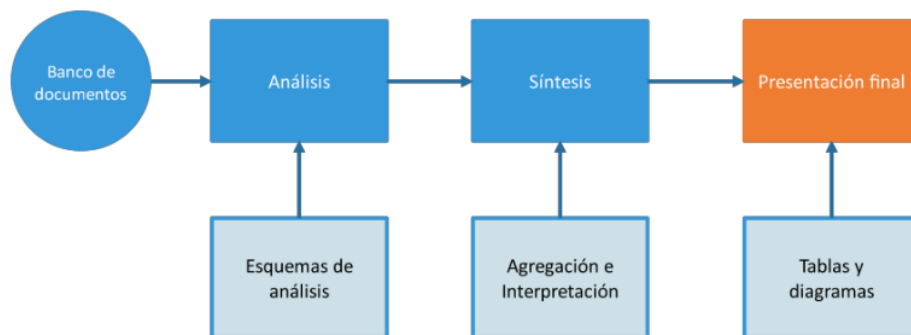 Banco de
documentos
Análisis
Síntesis
Presentación final
Esquemas de
análisis
Agregación e
Interpretación
Tablas y
diagramas